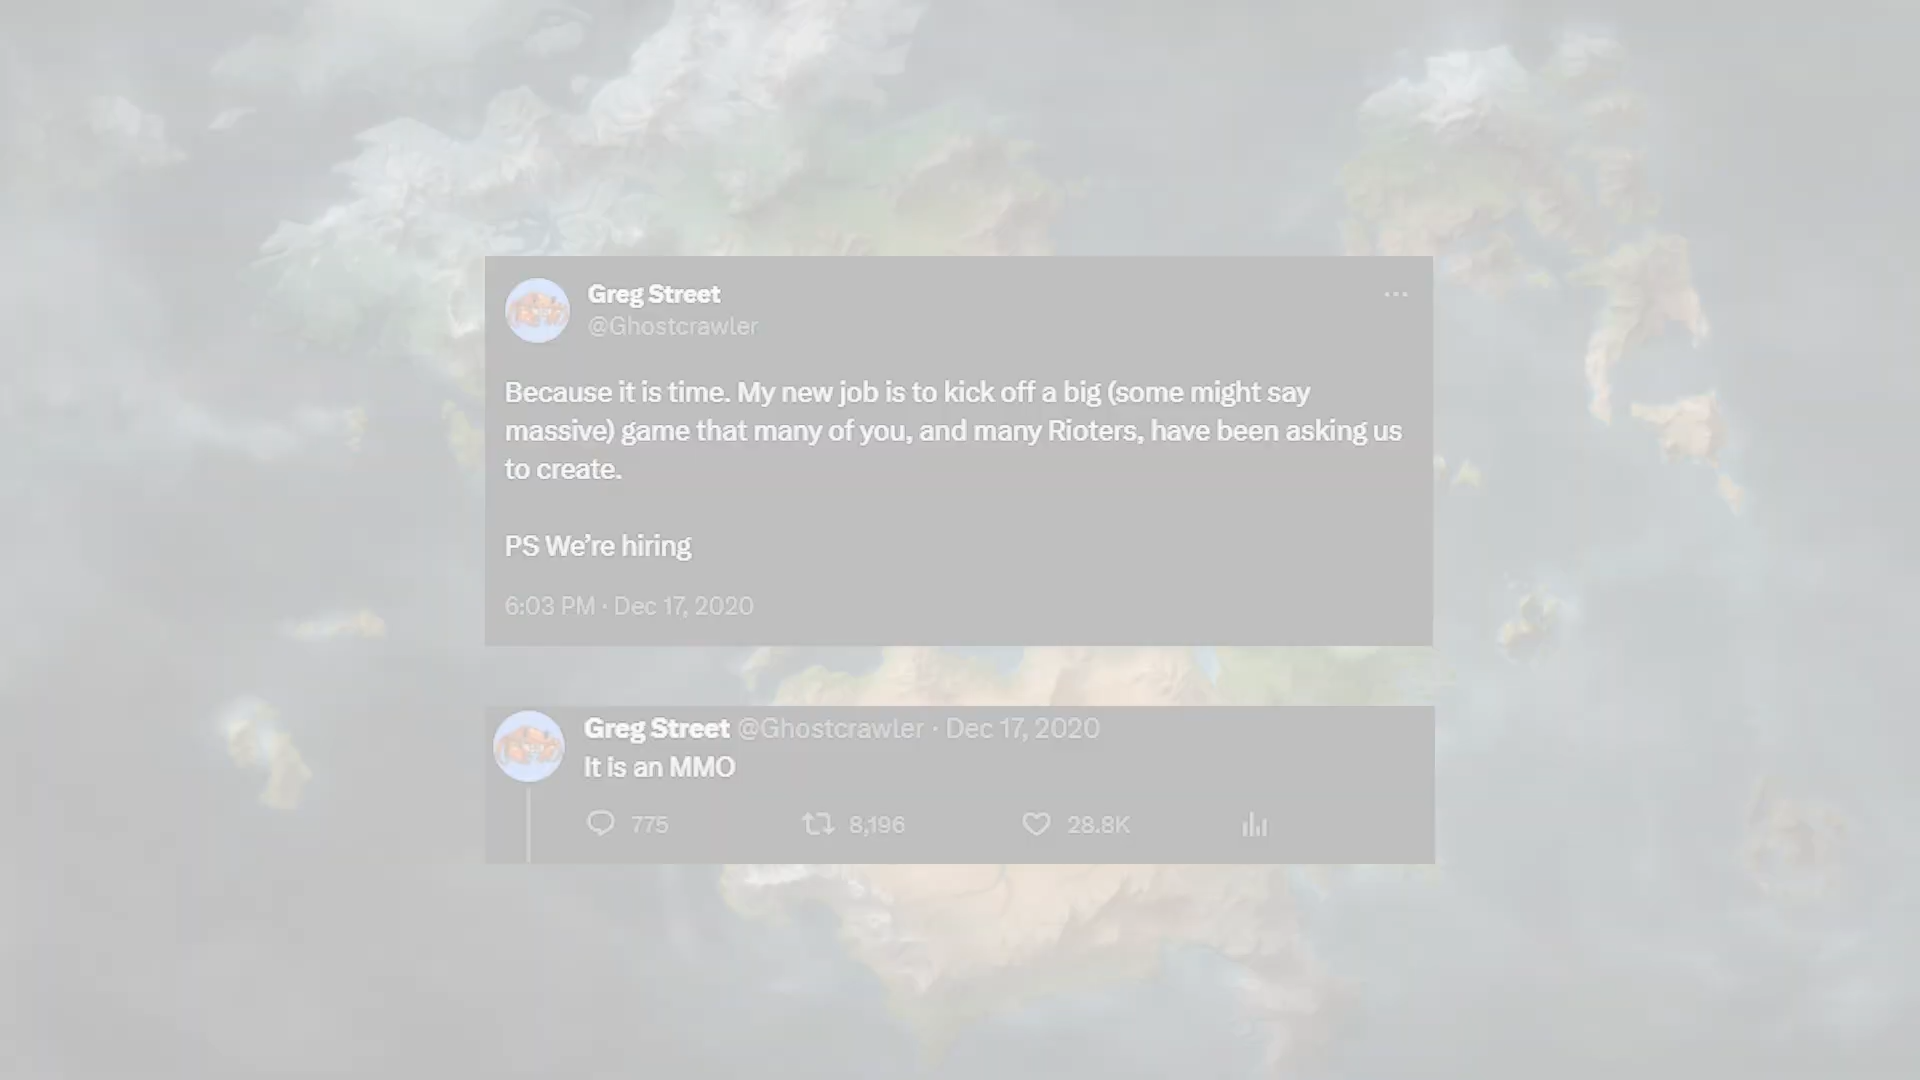 Greg Street
@Ghostcrawler
Because it is time. My new job is to kick off a big (some might say
massive) game that many of you, and many Rioters, have been asking us
to create.
PS We’re hiring
6:03 PM · Dec 17, 2020
Greg Street @Ghostcrawler · Dec 17, 2020
It is an MMO
775 8,196 28.8K